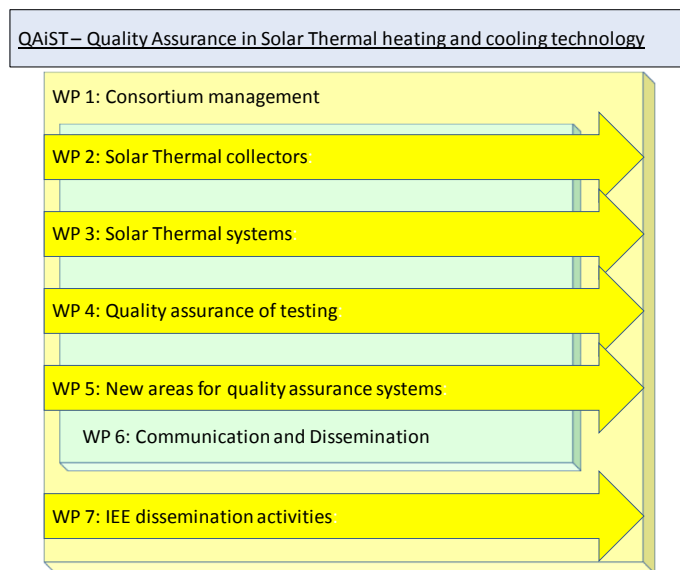 QAiST – Quality Assurance in Solar Thermal heating and cooling technology
WP 1: Consortium management
WP 2: Solar Thermal collectors:
WP 3: Solar Thermal systems:
WP 4: Quality assurance of testing:
WP 5: New areas for quality assurance systems:
WP 6: Communication and Dissemination
WP 7: IEE dissemination activities: